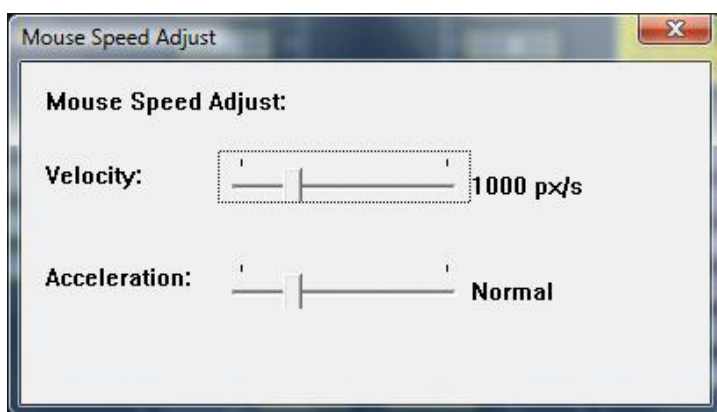 Mouse Speed Adjust
Mouse Speed Adjust:
Velocity: 1000 px/s
Acceleration: Normal